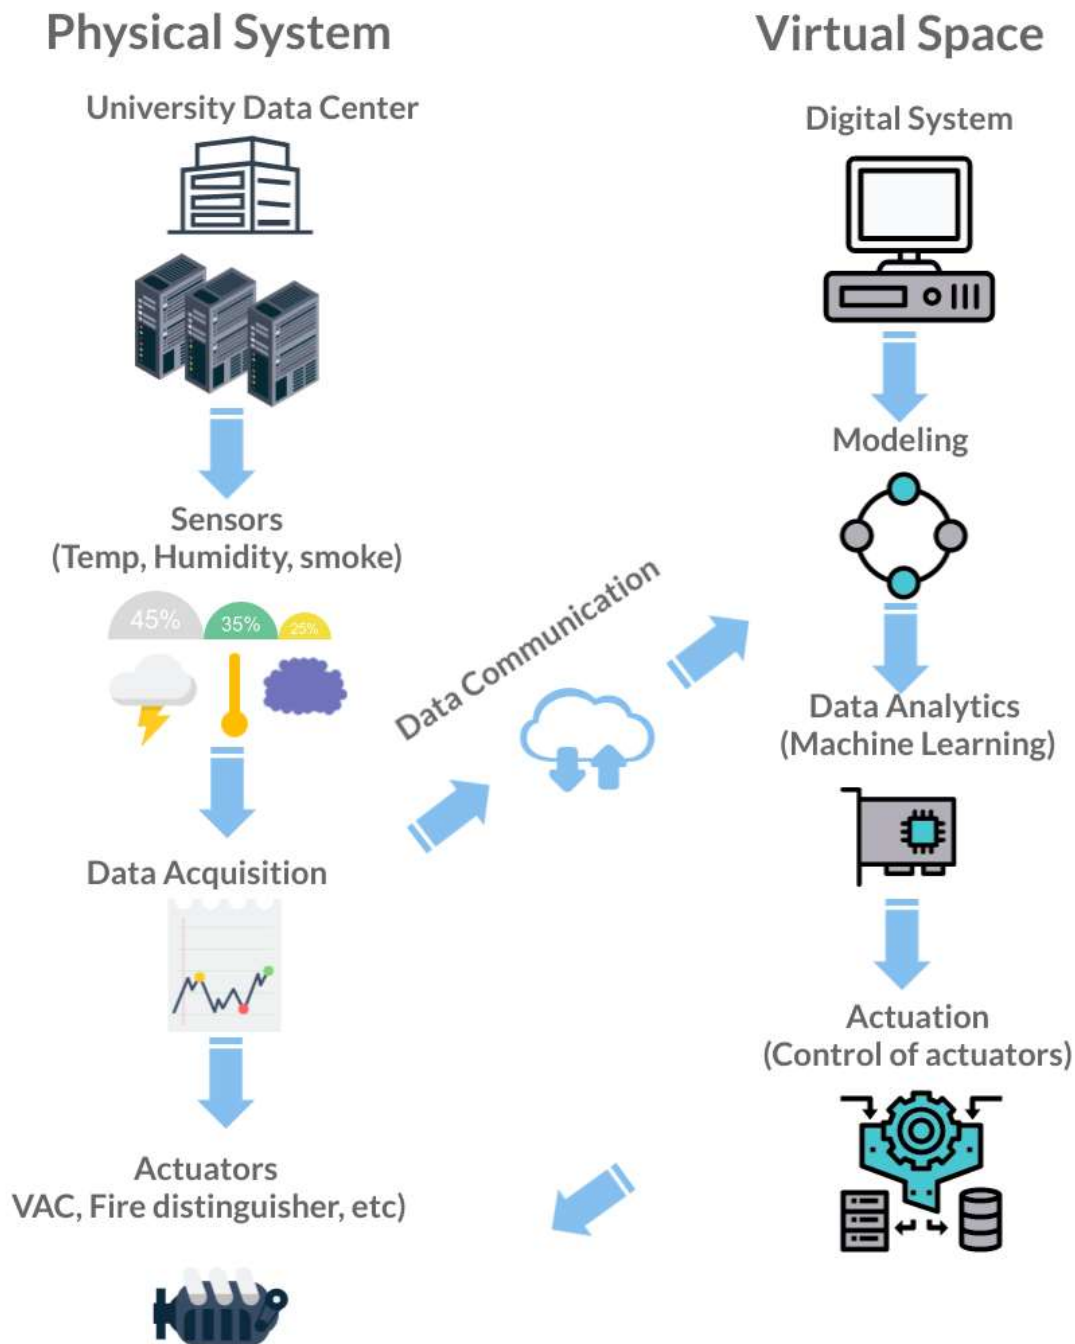 Physical System
Virtual Space
University Data Center
Digital System
Modeling
Sensors
(Temp, Humidity, smoke)
45%
35%
25%
Data Communication
Data Analytics
(Machine Learning)
Data Acquisition
Actuation
(Control of actuators)
Actuators
VAC, Fire distinguisher, etc)